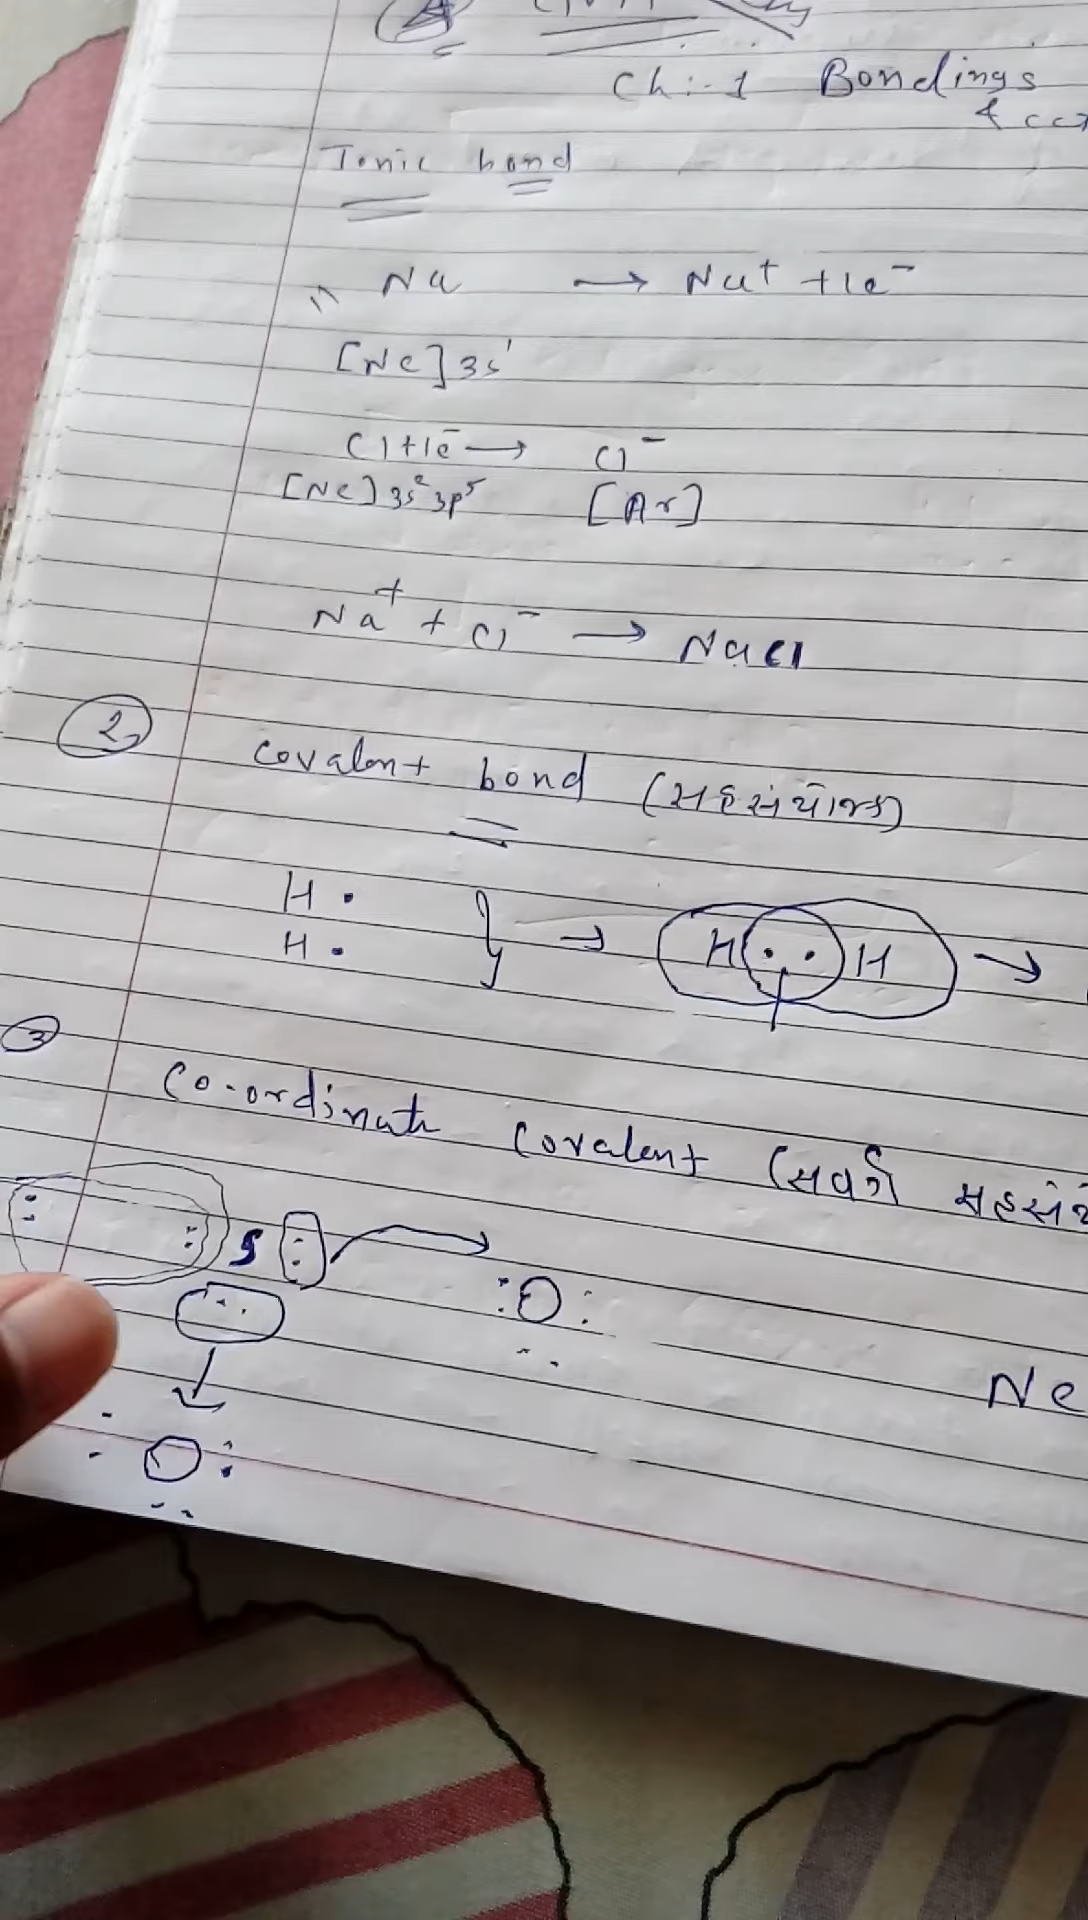 Ch:-1 Bondings
Ionic bond
Na → Na⁺ + 1e⁻
[Ne] 3s¹
Cl + 1e⁻ → Cl⁻
[Ne] 3s² 3p⁵ [Ar]
Na⁺ + Cl⁻ → NaCl
2 Covalent bond (સહસંયોજક)
H •
H • } → H • • H →
3 Co-ordinate covalent (સવર્ગ
: : S : → : O :
Ne
: O :